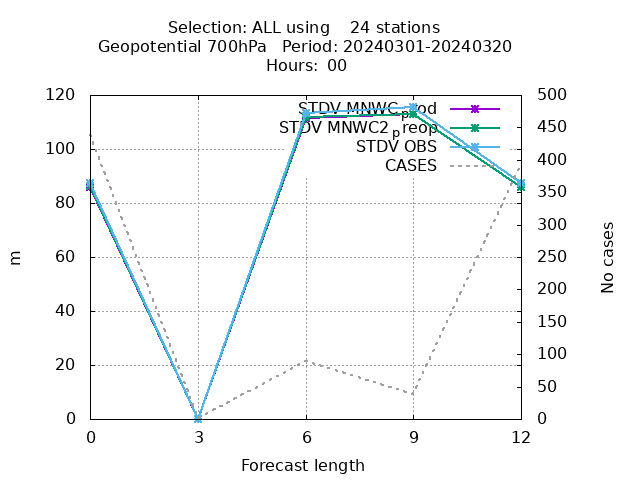 Selection: ALL using 24 stations
Geopotential 700hPa Period: 20240301-20240320
Hours: 00
120 500
STDV MNWC_prod
450
STDV MNWC2_preop
100 400
STDV OBS
CASES
350
80 300
m 60 250 No cases
200
40 150
100
20 50
0 0
0 3 6 9 12
Forecast length